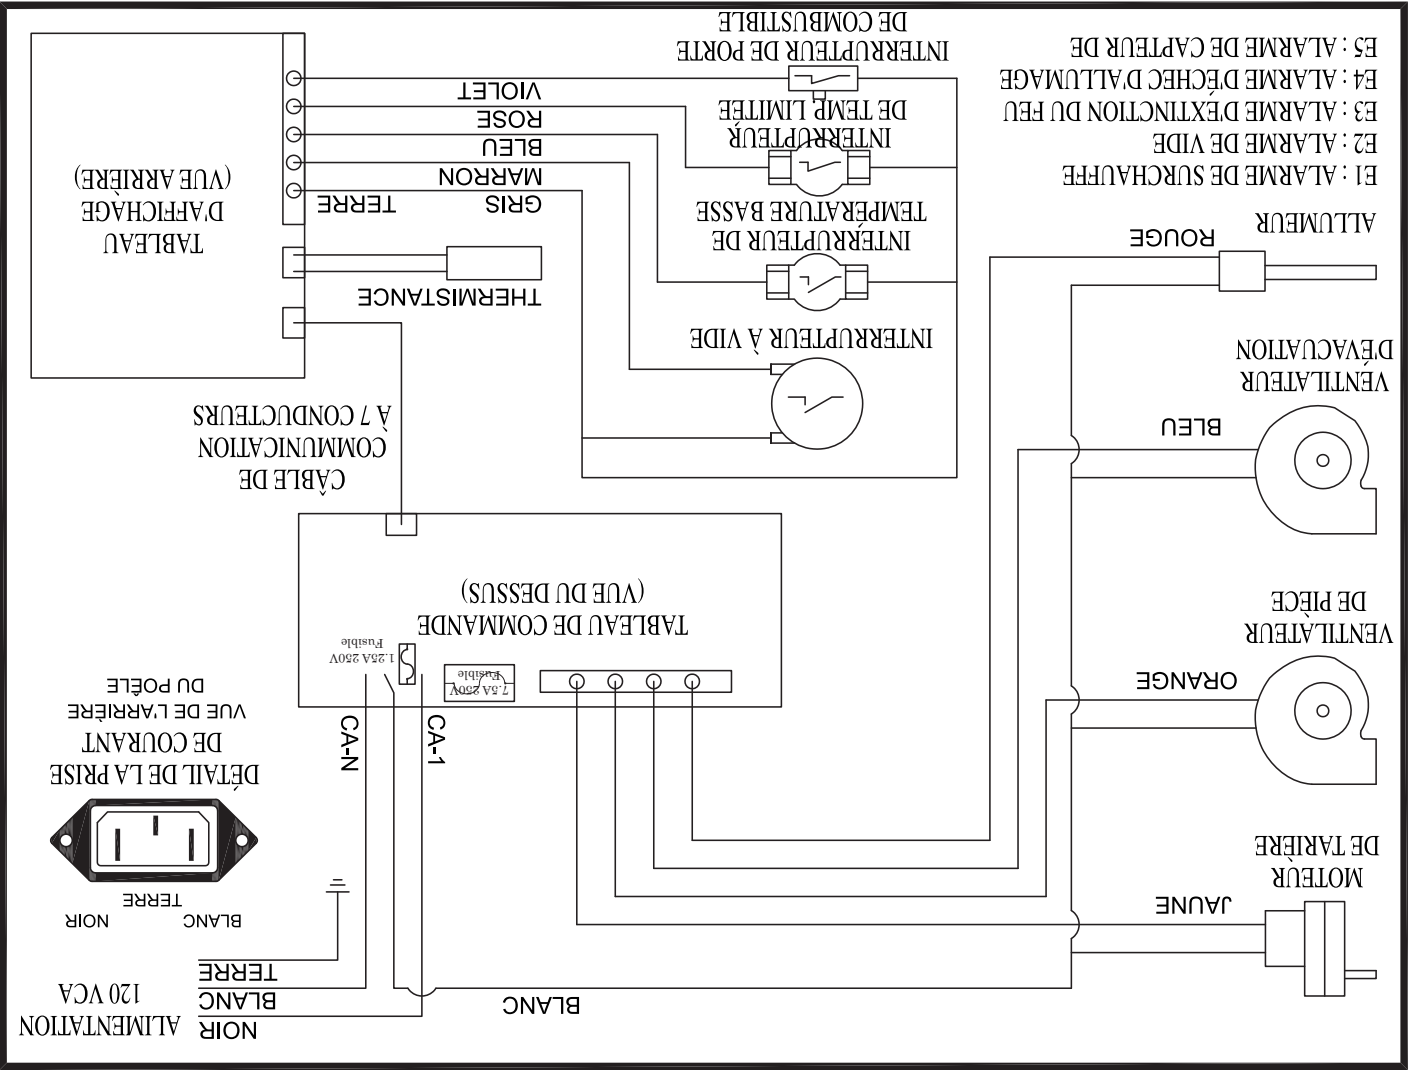 NOIR
BLANC
TERRE
ALIMENTATION
120 VCA
BLANC
JAUNE
MOTEUR
DE TARIÈRE
BLANC
NOIR
TERRE
DÉTAIL DE LA PRISE
DE COURANT
VUE DE L'ARRIÈRE
DU POÊLE
CA-1
CA-N
ORANGE
VENTILATEUR
DE PIÈCE
7.5A 250V
Fusible
1.25A 250V
Fusible
TABLEAU DE COMMANDE
(VUE DU DESSUS)
CÂBLE DE
COMMUNICATION
À 7 CONDUCTEURS
BLEU
VENTILATEUR
D'ÉVACUATION
INTERRUPTEUR À VIDE
THERMISTANCE
ROUGE
ALLUMEUR
INTERRUPTEUR DE
TEMPÉRATURE BASSE
TABLEAU
D'AFFICHAGE
(VUE ARRIÈRE)
GRIS
TERRE
MARRON
BLEU
ROSE
VIOLET
INTERRUPTEUR
DE TEMP. LIMITÉE
INTERRUPTEUR DE PORTE
DE COMBUSTIBLE
E1 : ALARME DE SURCHAUFFE
E2 : ALARME DE VIDE
E3 : ALARME D'ÉXTINCTION DU FEU
E4 : ALARME D'ÉCHEC D'ALLUMAGE
E5 : ALARME DE CAPTEUR DE